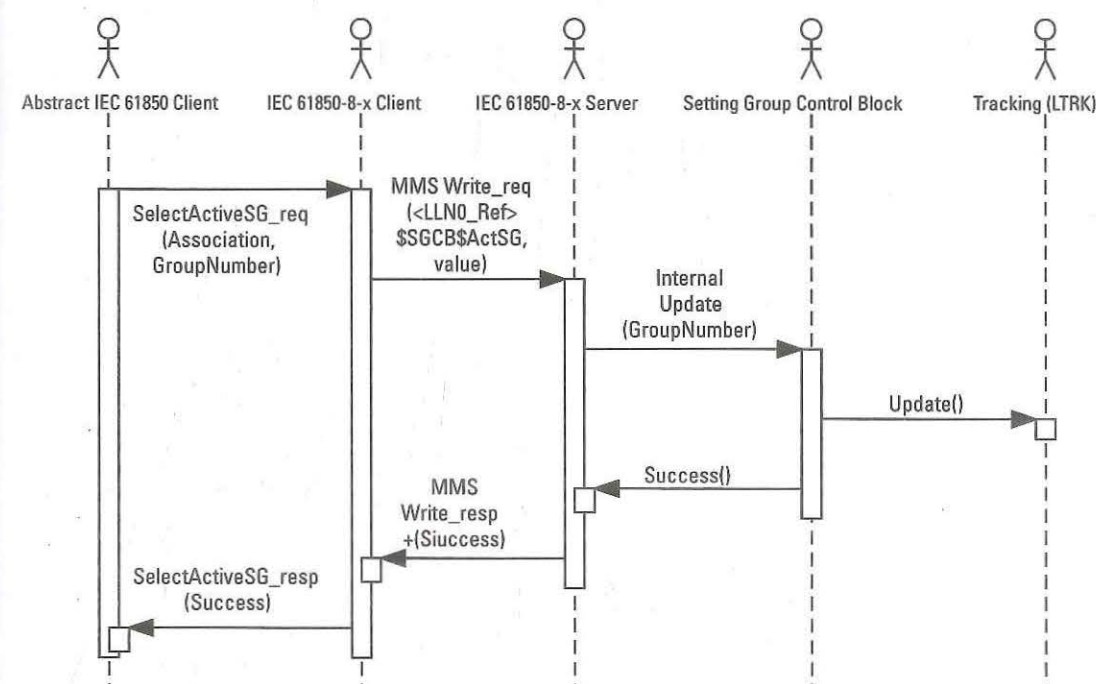 Abstract IEC 61850 Client
IEC 61850-8-x Client
IEC 61850-8-x Server
Setting Group Control Block
Tracking (LTRK)
SelectActiveSG_req
(Association,
GroupNumber)
MMS Write_req
(<LLN0_Ref>
$SGCB$ActSG,
value)
Internal
Update
(GroupNumber)
Update()
Success()
MMS
Write_resp
+(Siuccess)
SelectActiveSG_resp
(Success)